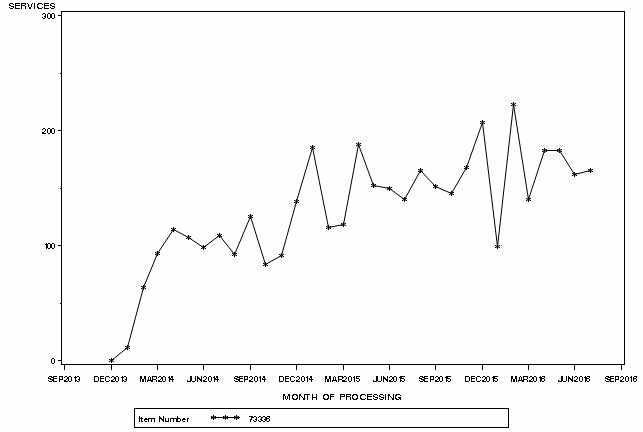 SERVICES
300
200
100
0
SEP2013 DEC2013 MAR2014 JUN2014 SEP2014 DEC2014 MAR2015 JUN2015 SEP2015 DEC2015 MAR2016 JUN2016 SEP2016
MONTH OF PROCESSING
Item Number 73336